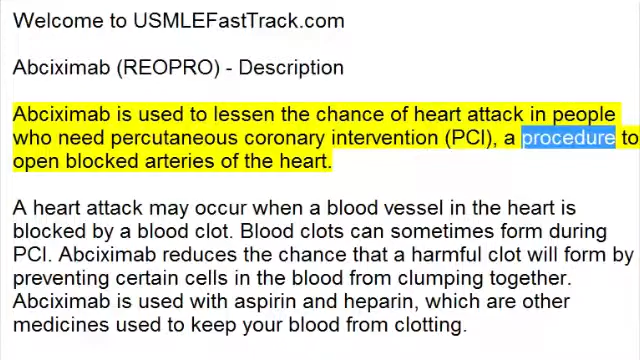 Welcome to USMLEFastTrack.com
Abciximab (REOPRO) - Description
Abciximab is used to lessen the chance of heart attack in people
who need percutaneous coronary intervention (PCI), a procedure to
open blocked arteries of the heart.
A heart attack may occur when a blood vessel in the heart is
blocked by a blood clot. Blood clots can sometimes form during
PCI. Abciximab reduces the chance that a harmful clot will form by
preventing certain cells in the blood from clumping together.
Abciximab is used with aspirin and heparin, which are other
medicines used to keep your blood from clotting.